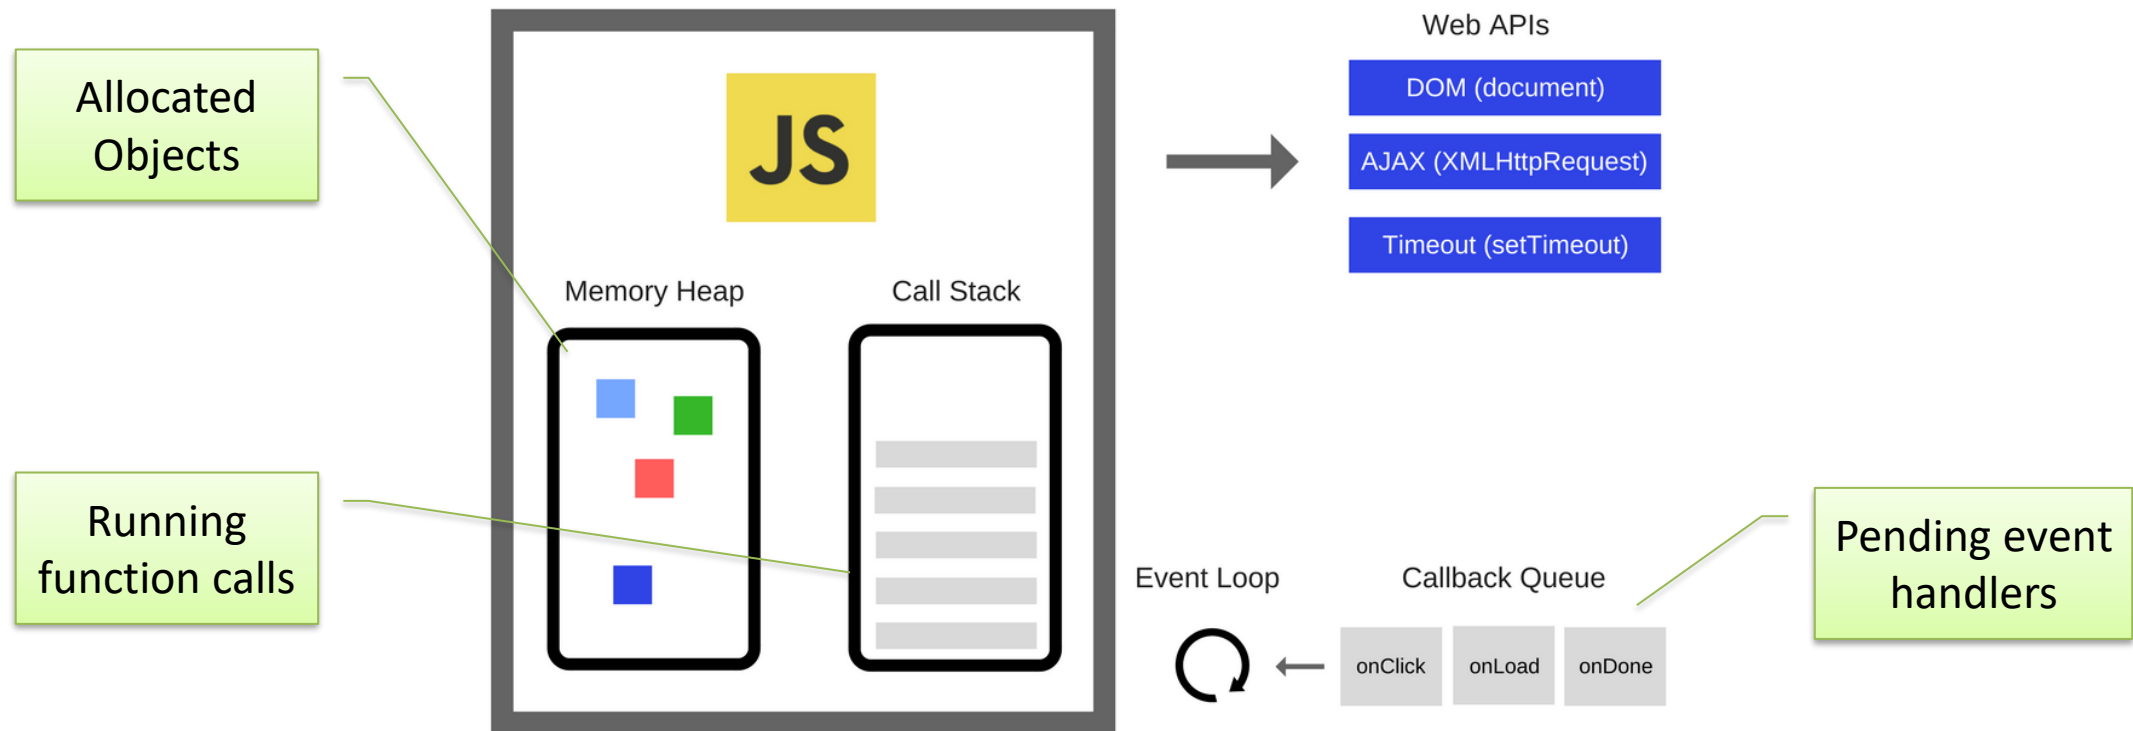 Allocated
Objects
JS
Memory Heap
Call Stack
Running
function calls
Web APIs
DOM (document)
AJAX (XMLHttpRequest)
Timeout (setTimeout)
Event Loop
Callback Queue
onClick
onLoad
onDone
Pending event
handlers